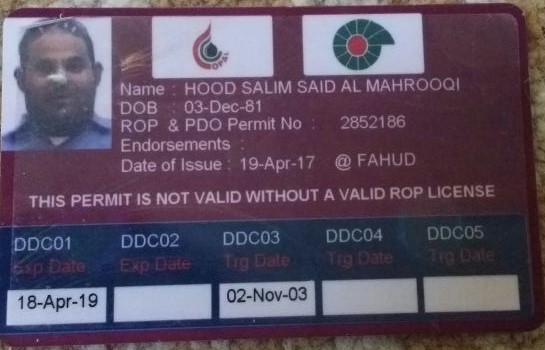 OPAL
Name : HOOD SALIM SAID AL MAHROOQI
DOB : 03-Dec-81
ROP & PDO Permit No : 2852186
Endorsements :
Date of Issue : 19-Apr-17 @ FAHUD
THIS PERMIT IS NOT VALID WITHOUT A VALID ROP LICENSE
DDC01 DDC02 DDC03 DDC04 DDC05
Exp Date Exp Date Trg Date Trg Date Trg Date
18-Apr-19 02-Nov-03